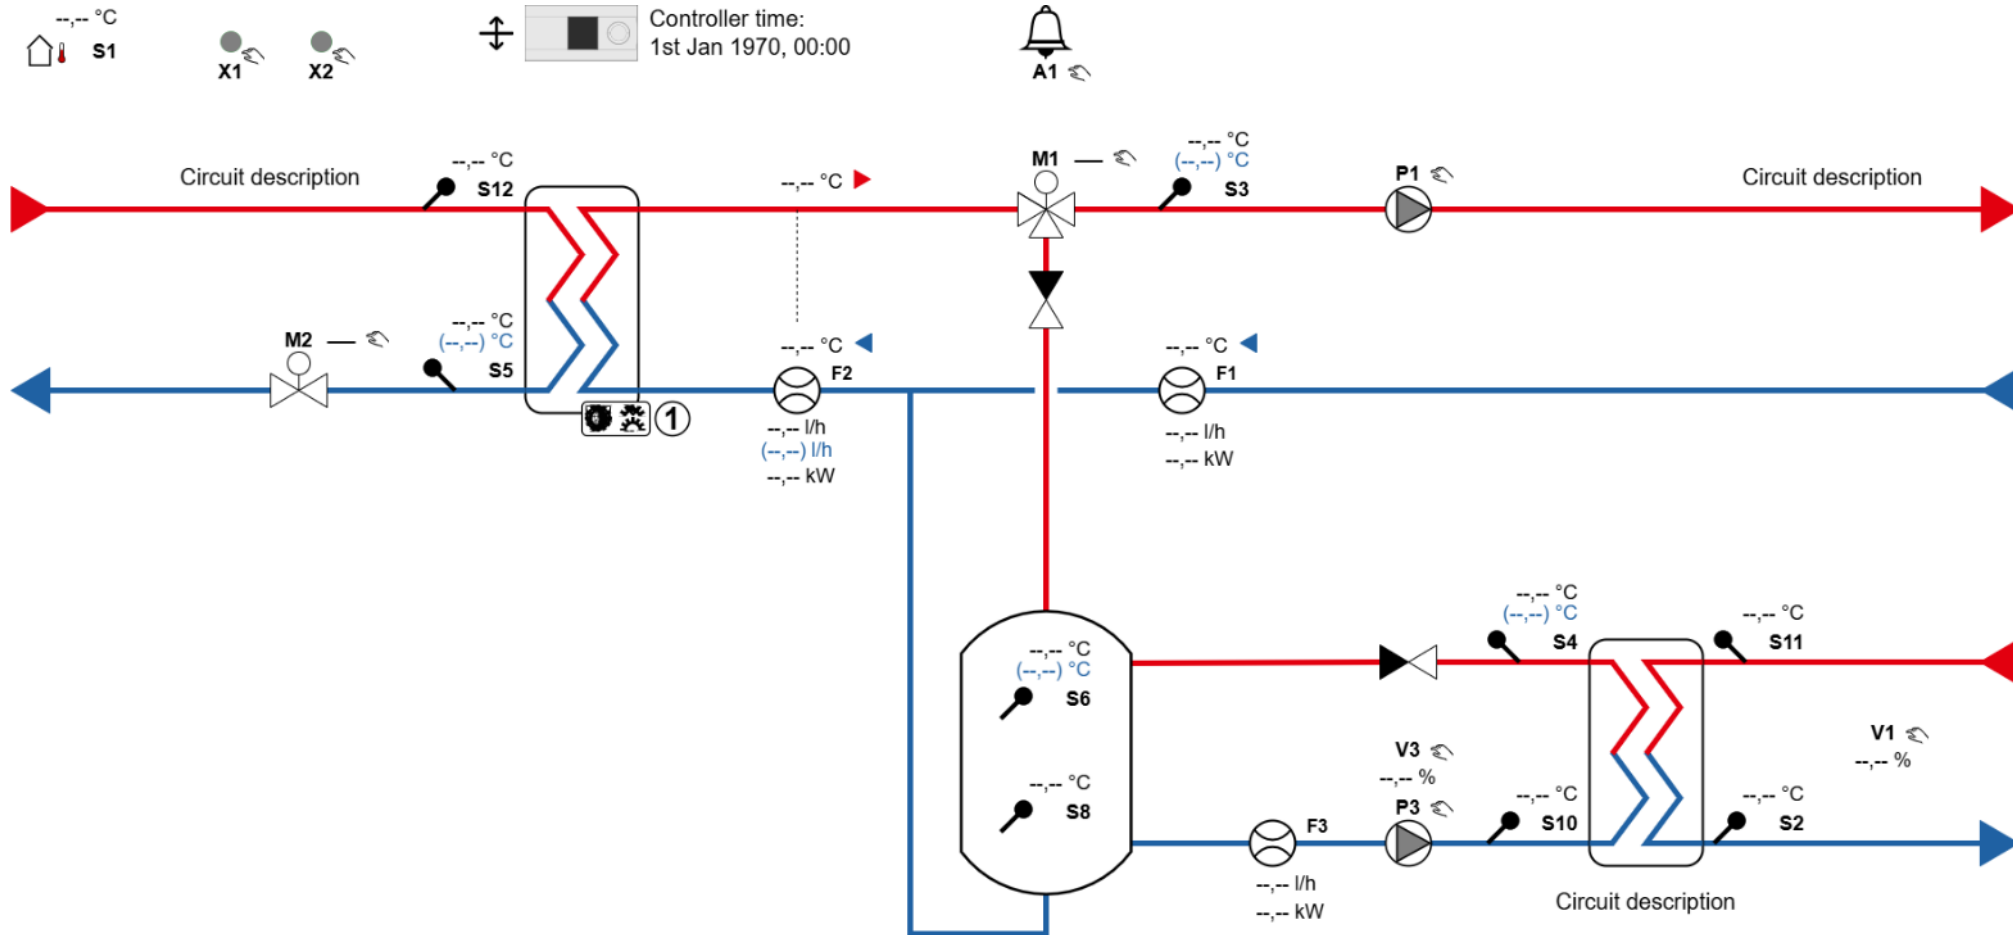 --,-- °C
S1
X1
X2
Controller time:
1st Jan 1970, 00:00
A1
Circuit description
--,-- °C
S12
--,-- °C
M1
--,-- °C
(--,--) °C
S3
P1
Circuit description
M2
--,-- °C
(--,--) °C
S5
--,-- °C
F2
--,-- l/h
(--,--) l/h
--,-- kW
1
--,-- °C
F1
--,-- l/h
--,-- kW
--,-- °C
(--,--) °C
S6
--,-- °C
S8
--,-- °C
(--,--) °C
S4
--,-- °C
S11
V3
--,-- %
P3
V1
--,-- %
--,-- °C
S10
--,-- °C
S2
F3
--,-- l/h
--,-- kW
Circuit description